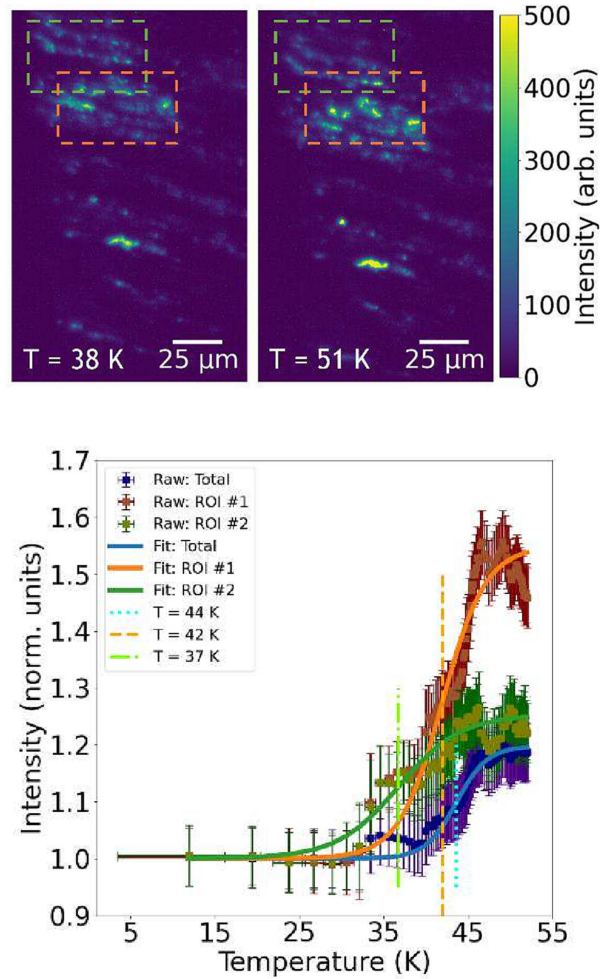 T = 38 K
25 μm
T = 51 K
25 μm
500
400
300
200
100
0
Intensity (arb. units)
1.7
1.6
1.5
1.4
1.3
1.2
1.1
1.0
0.9
Intensity (norm. units)
Raw: Total
Raw: ROI #1
Raw: ROI #2
Fit: Total
Fit: ROI #1
Fit: ROI #2
T = 44 K
T = 42 K
T = 37 K
5 15 25 35 45 55
Temperature (K)